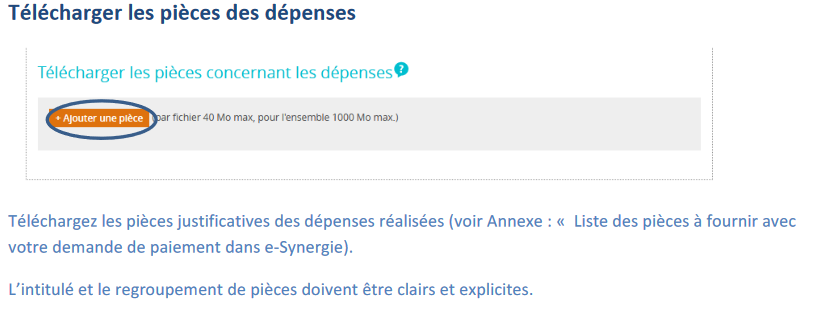 Télécharger les pièces des dépenses
Télécharger les pièces concernant les dépenses ?
+ Ajouter une pièce par fichier 40 Mo max, pour l'ensemble 1000 Mo max.)
Téléchargez les pièces justificatives des dépenses réalisées (voir Annexe : « Liste des pièces à fournir avec
votre demande de paiement dans e-Synergie).
L'intitulé et le regroupement de pièces doivent être clairs et explicites.